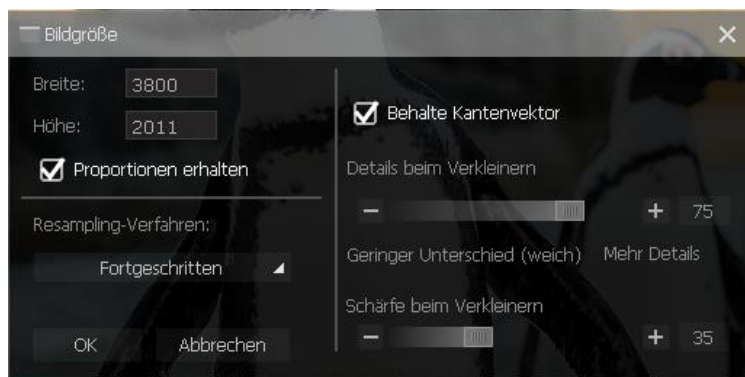 Bildgröße
Breite: 3800
Höhe: 2011
Proportionen erhalten
Resampling-Verfahren:
Fortgeschritten
OK Abbrechen
Behalte Kantenvektor
Details beim Verkleinern
75
Geringer Unterschied (weich) Mehr Details
Schärfe beim Verkleinern
35